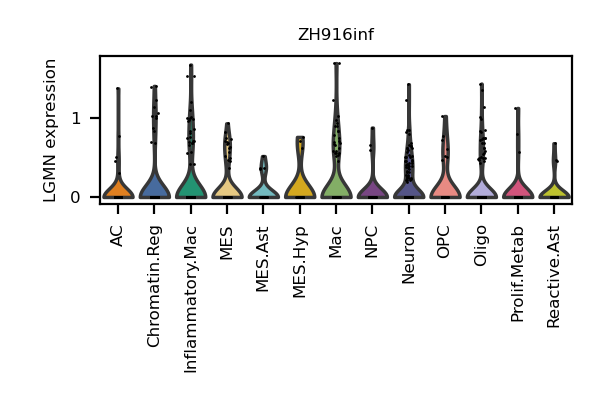 ZH916inf
LGMN expression
1
0
AC
Chromatin.Reg
Inflammatory.Mac
MES
MES.Ast
MES.Hyp
Mac
NPC
Neuron
OPC
Oligo
Prolif.Metab
Reactive.Ast